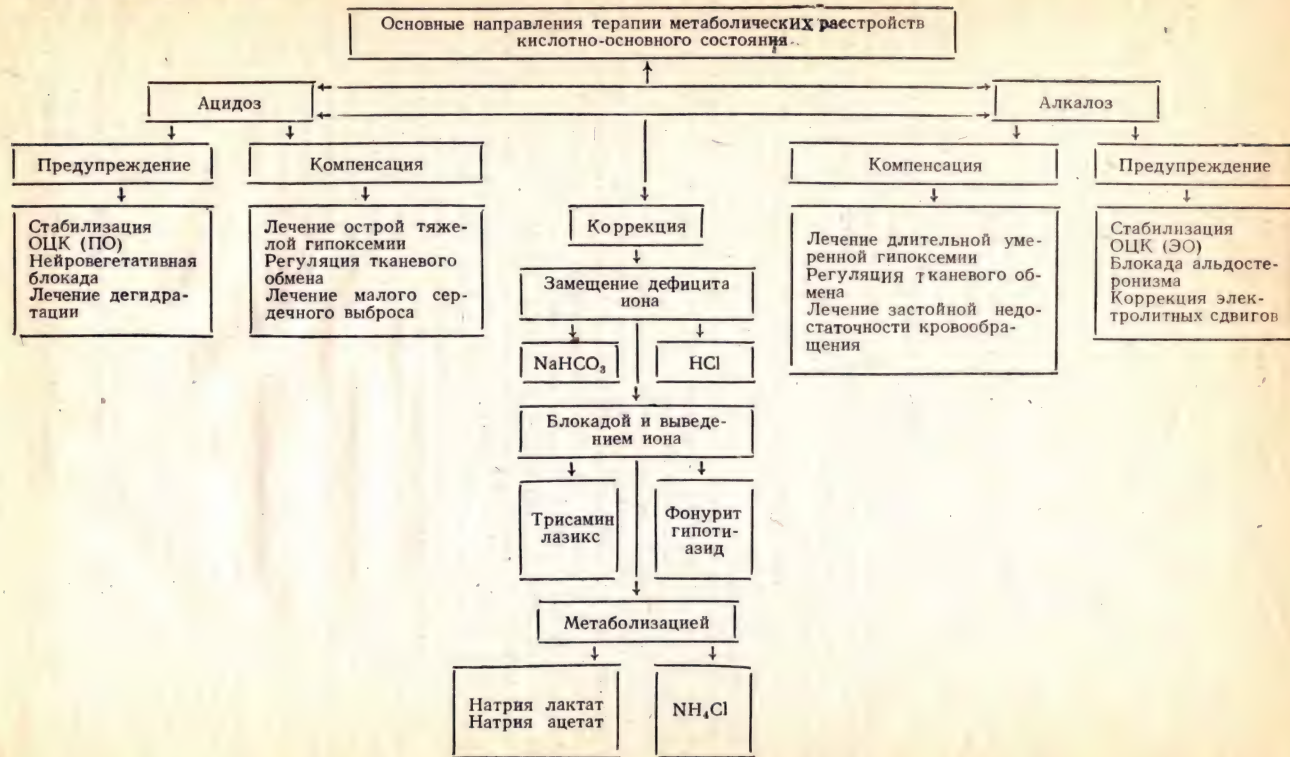 Основные направления терапии метаболических расстройств
кислотно-основного состояния
Ацидоз
Алкалоз
Предупреждение
Компенсация
Компенсация
Предупреждение
Стабилизация
ОЦК (ПО)
Нейровегетативная
блокада
Лечение дегидра-
тации
Лечение острой тяже-
лой гипоксемии
Регуляция тканевого
обмена
Лечение малого сер-
дечного выброса
Коррекция
Замещение дефицита
иона
NaHCO₃
HCl
Блокадой и выведе-
нием иона
Трисамин
лазикс
Фонурит
гипоти-
азид
Метаболизацией
Натрия лактат
Натрия ацетат
NH₄Cl
Лечение длительной уме-
ренной гипоксемии
Регуляция тканевого об-
мена
Лечение застойной недо-
статочности кровообра-
щения
Стабилизация
ОЦК (ЭО)
Блокада альдосте-
ронизма
Коррекция элек-
тролитных сдвигов